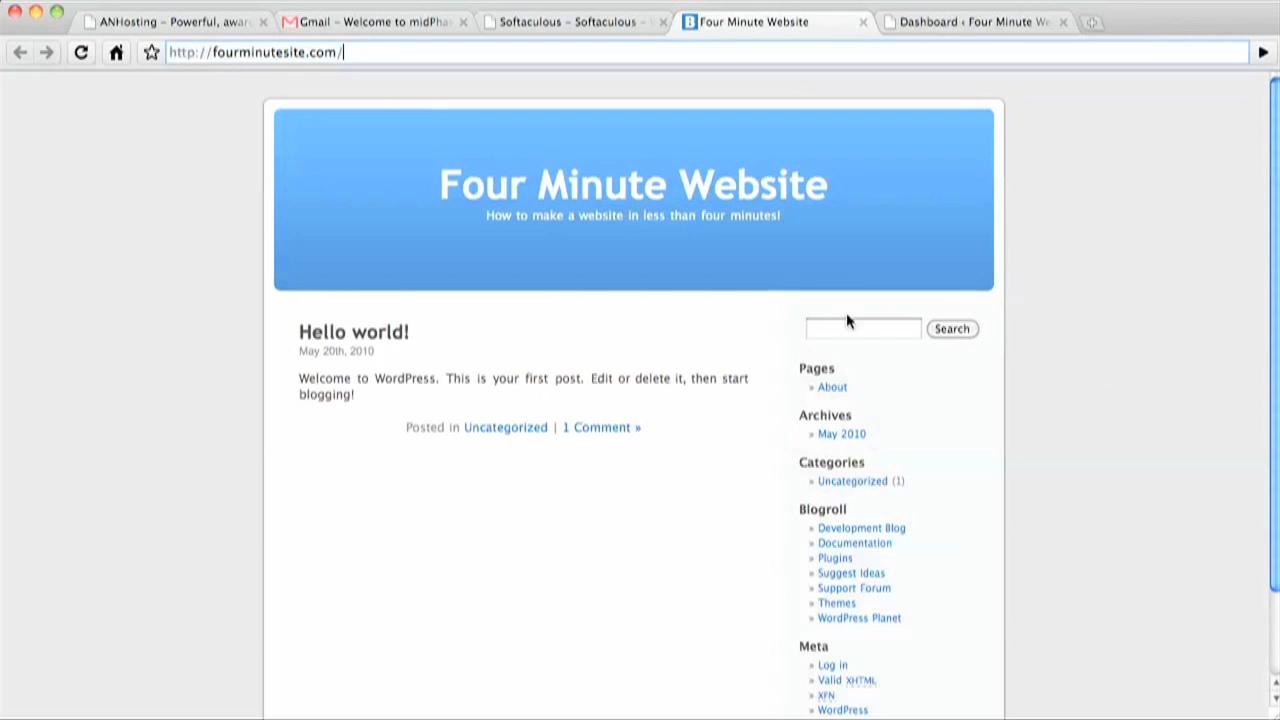 ANHosting – Powerful, awar
Gmail – Welcome to midPha
Softaculous – Softaculous –
Four Minute Website
Dashboard ‹ Four Minute We
http://fourminutesite.com/
Four Minute Website
How to make a website in less than four minutes!
Hello world!
May 20th, 2010
Welcome to WordPress. This is your first post. Edit or delete it, then start
blogging!
Posted in Uncategorized | 1 Comment »
Search
Pages
» About
Archives
» May 2010
Categories
» Uncategorized (1)
Blogroll
» Development Blog
» Documentation
» Plugins
» Suggest Ideas
» Support Forum
» Themes
» WordPress Planet
Meta
» Log in
» Valid XHTML
» XFN
» WordPress